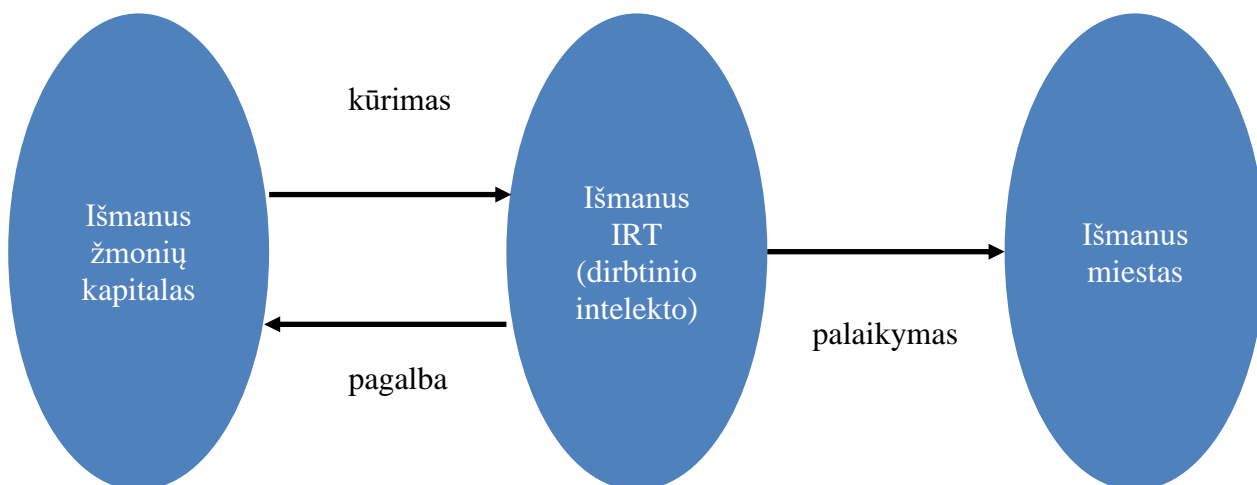 kūrimas
Išmanus
žmonių
kapitalas
Išmanus
IRT
(dirbtinio
intelekto)
Išmanus
miestas
palaikymas
pagalba